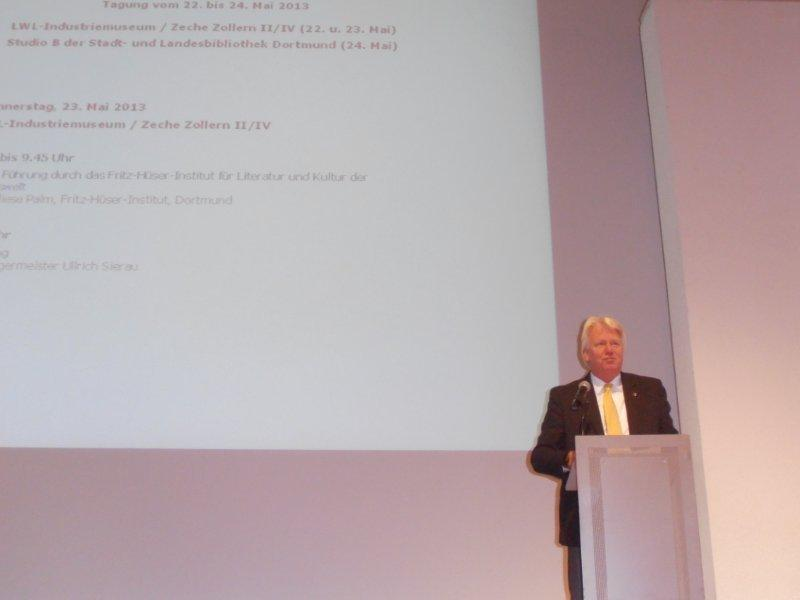 Tagung vom 22. bis 24. Mai 2013
LWL-Industriemuseum / Zeche Zollern II/IV (22. u. 23. Mai)
Studio B der Stadt- und Landesbibliothek Dortmund (24. Mai)
nnerstag, 23. Mai 2013
L-Industriemuseum / Zeche Zollern II/IV
bis 9.45 Uhr
Führung durch das Fritz-Hüser-Institut für Literatur und Kultur der
Palm, Fritz-Hüser-Institut, Dortmund
hr
g
germeister Ullrich Sierau